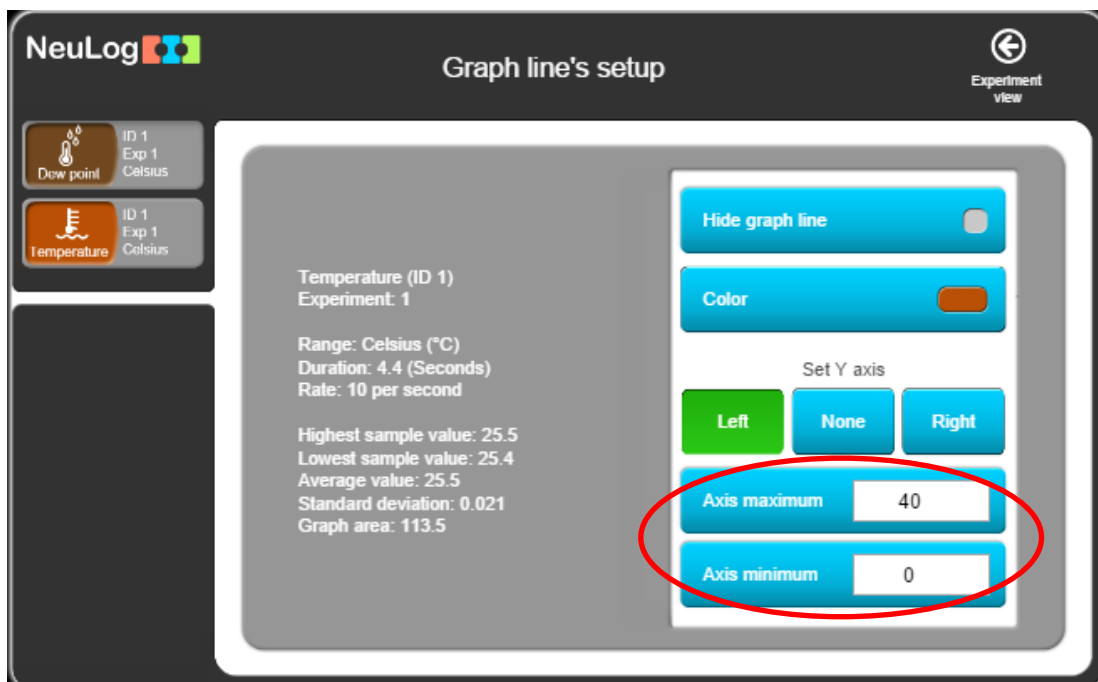 NeuLog
Graph line's setup
Experiment
view
Dew point
ID 1
Exp 1
Celsius
Temperature
ID 1
Exp 1
Celsius
Temperature (ID 1)
Experiment: 1
Range: Celsius (°C)
Duration: 4.4 (Seconds)
Rate: 10 per second
Highest sample value: 25.5
Lowest sample value: 25.4
Average value: 25.5
Standard deviation: 0.021
Graph area: 113.5
Hide graph line
Color
Set Y axis
Left None Right
Axis maximum 40
Axis minimum 0